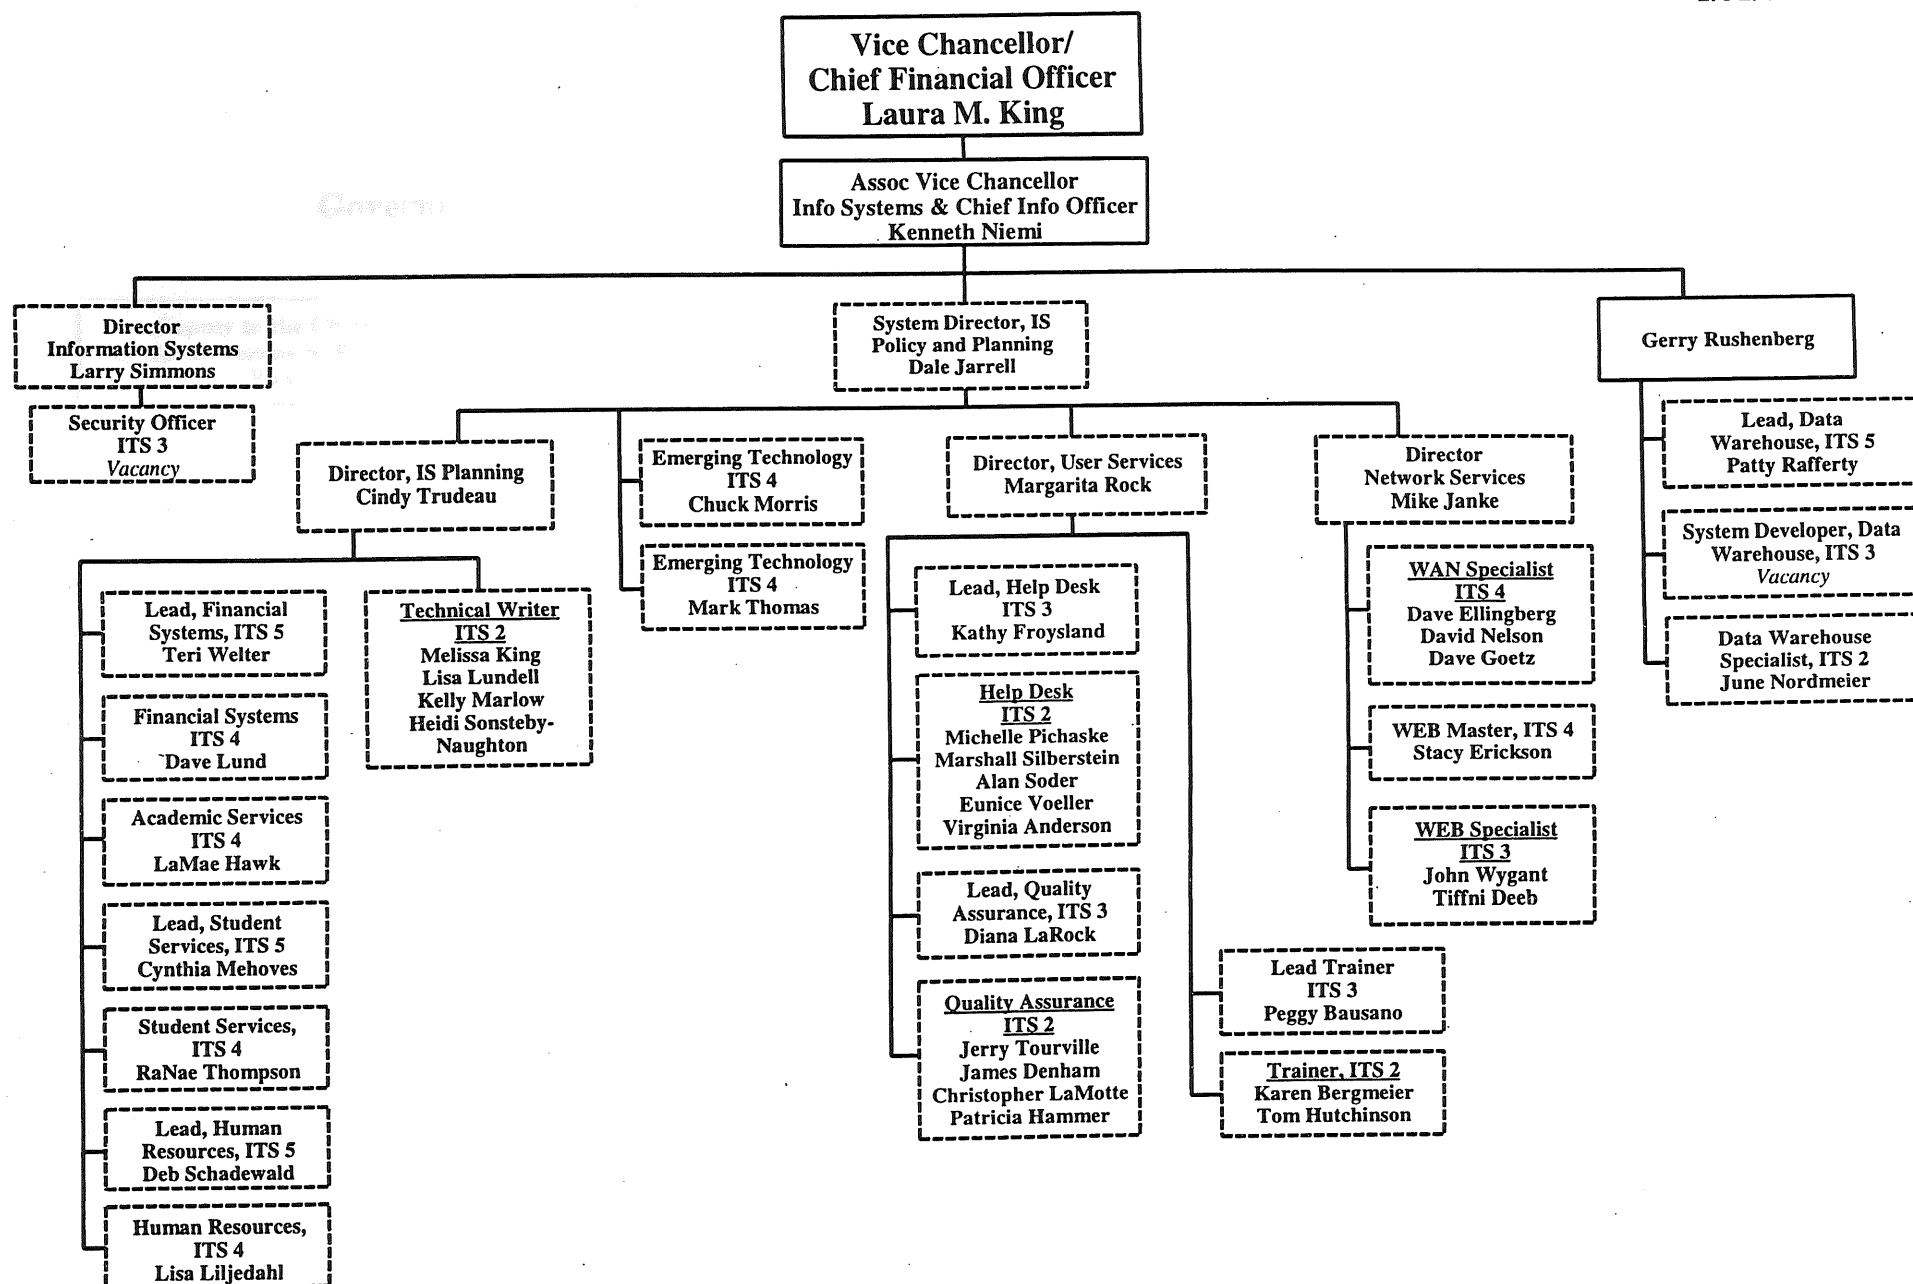 Vice Chancellor/
Chief Financial Officer
Laura M. King
Assoc Vice Chancellor
Info Systems & Chief Info Officer
Kenneth Niemi
Director
Information Systems
Larry Simmons
Security Officer
ITS 3
Vacancy
System Director, IS
Policy and Planning
Dale Jarrell
Gerry Rushenberg
Director, IS Planning
Cindy Trudeau
Lead, Financial
Systems, ITS 5
Teri Welter
Financial Systems
ITS 4
Dave Lund
Academic Services
ITS 4
LaMae Hawk
Lead, Student
Services, ITS 5
Cynthia Mehoves
Student Services,
ITS 4
RaNae Thompson
Lead, Human
Resources, ITS 5
Deb Schadewald
Human Resources,
ITS 4
Lisa Liljedahl
Technical Writer
ITS 2
Melissa King
Lisa Lundell
Kelly Marlow
Heidi Sonsteby-
Naughton
Emerging Technology
ITS 4
Chuck Morris
Emerging Technology
ITS 4
Mark Thomas
Director, User Services
Margarita Rock
Lead, Help Desk
ITS 3
Kathy Froysland
Help Desk
ITS 2
Michelle Pichaske
Marshall Silberstein
Alan Soder
Eunice Voeller
Virginia Anderson
Lead, Quality
Assurance, ITS 3
Diana LaRock
Quality Assurance
ITS 2
Jerry Tourville
James Denham
Christopher LaMotte
Patricia Hammer
Lead Trainer
ITS 3
Peggy Bausano
Trainer, ITS 2
Karen Bergmeier
Tom Hutchinson
Director
Network Services
Mike Janke
WAN Specialist
ITS 4
Dave Ellingberg
David Nelson
Dave Goetz
WEB Master, ITS 4
Stacy Erickson
WEB Specialist
ITS 3
John Wygant
Tiffni Deeb
Lead, Data
Warehouse, ITS 5
Patty Rafferty
System Developer, Data
Warehouse, ITS 3
Vacancy
Data Warehouse
Specialist, ITS 2
June Nordmeier